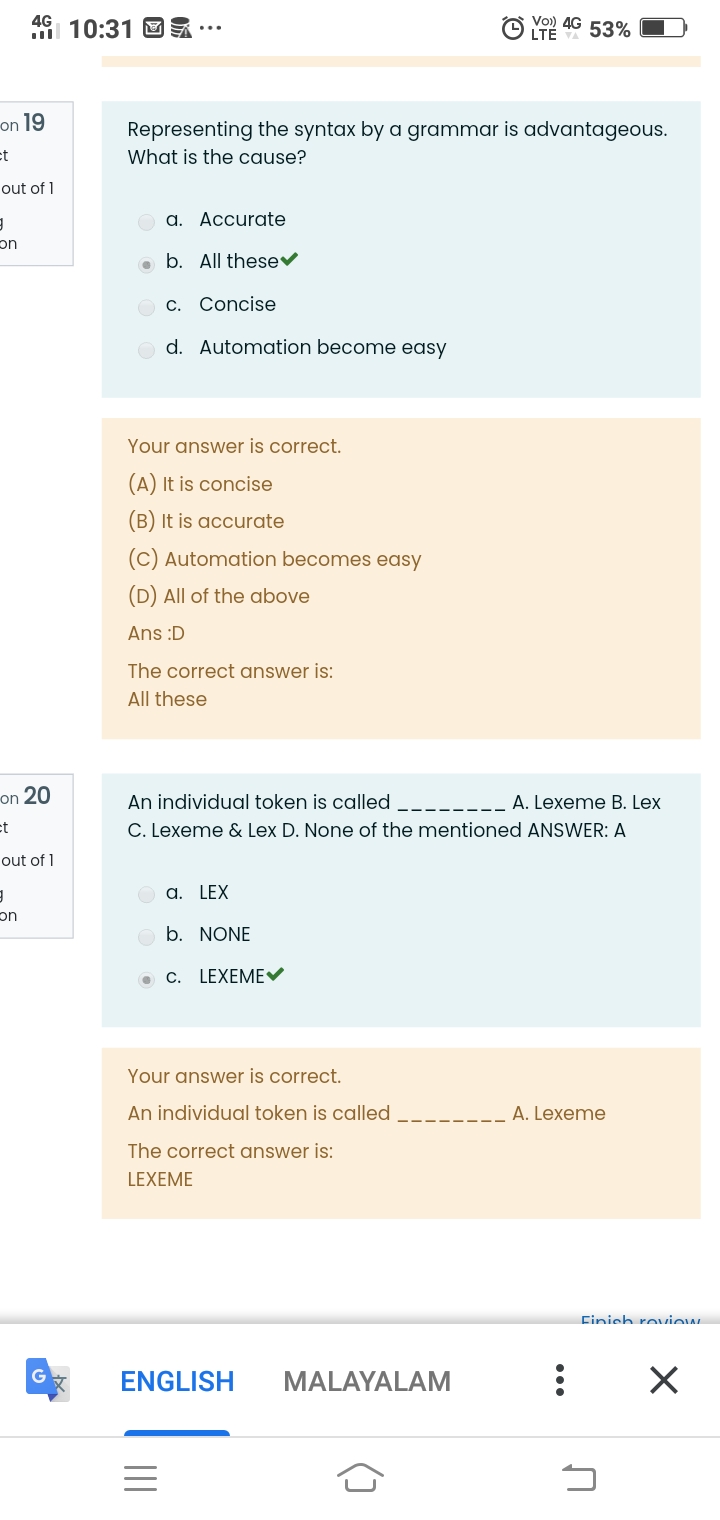 4G 10:31 ... Vo)) LTE 4G 53%
on 19
ct
out of 1
g
on
Representing the syntax by a grammar is advantageous.
What is the cause?
a. Accurate
b. All these
c. Concise
d. Automation become easy
Your answer is correct.
(A) It is concise
(B) It is accurate
(C) Automation becomes easy
(D) All of the above
Ans :D
The correct answer is:
All these
on 20
ct
out of 1
g
on
An individual token is called ________ A. Lexeme B. Lex
C. Lexeme & Lex D. None of the mentioned ANSWER: A
a. LEX
b. NONE
c. LEXEME
Your answer is correct.
An individual token is called ________ A. Lexeme
The correct answer is:
LEXEME
Finish review
G 文 ENGLISH MALAYALAM